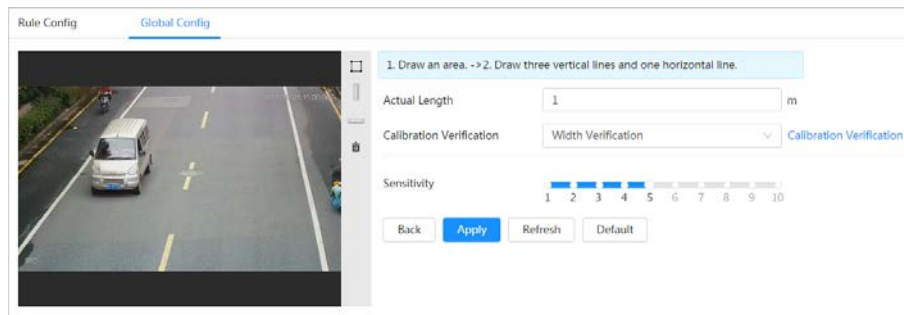 Rule Config
Global Config
1. Draw an area. ->2. Draw three vertical lines and one horizontal line.
Actual Length
1
m
Calibration Verification
Width Verification
Calibration Verification
Sensitivity
1 2 3 4 5 6 7 8 9 10
Back
Apply
Refresh
Default